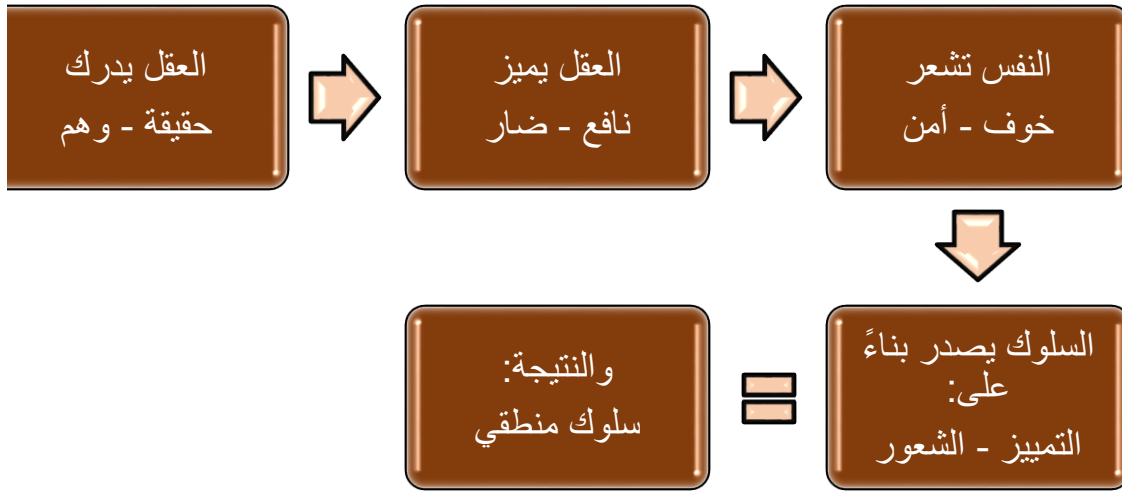 العقل يدرك
حقيقة - وهم
العقل يميز
نافع - ضار
النفس تشعر
خوف - أمن
السلوك يصدر بناءً
على:
التمييز - الشعور
والنتيجة:
سلوك منطقي